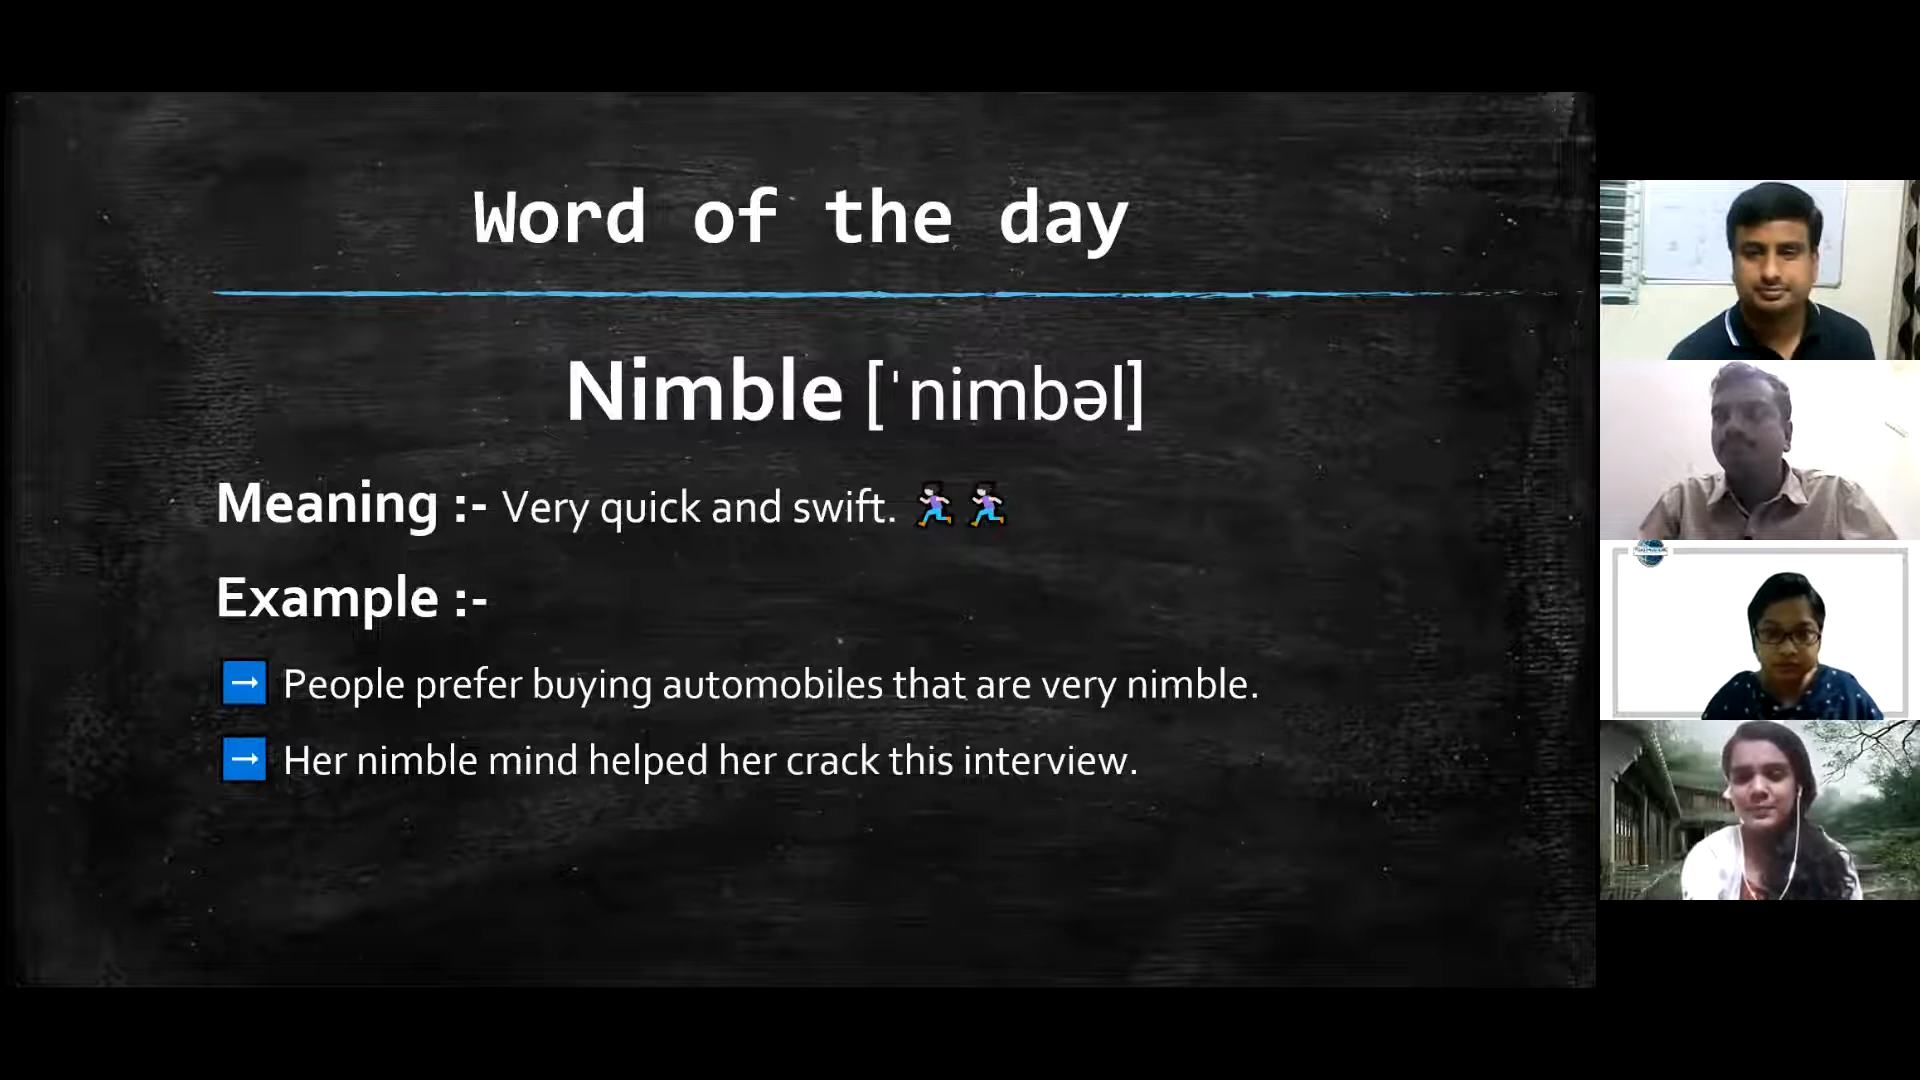 Word of the day
Nimble [ˈnimbəl]
Meaning :- Very quick and swift. 🏃🏻‍♀️🏃🏻‍♀️
Example :-
➡ People prefer buying automobiles that are very nimble.
➡ Her nimble mind helped her crack this interview.